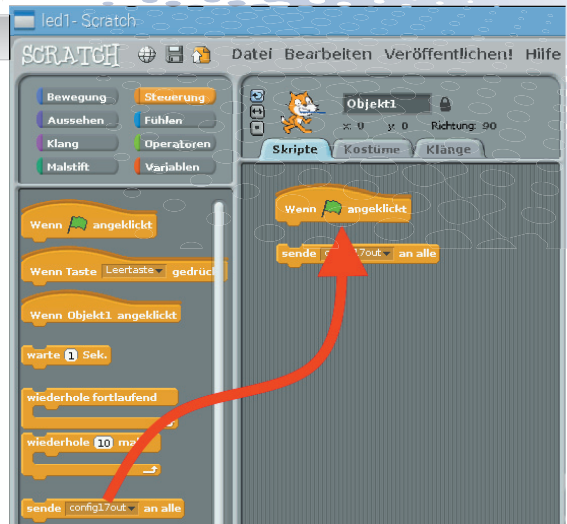 led1- Scratch
SCRATCH Datei Bearbeiten Veröffentlichen! Hilfe
Bewegung Steuerung
Aussehen Fühlen
Klang Operatoren
Malstift Variablen
Objekt1
x: 0 y: 0 Richtung: 90
Skripte Kostüme Klänge
Wenn angeklickt
Wenn Taste Leertaste gedrück
Wenn Objekt1 angeklickt
warte 1 Sek.
wiederhole fortlaufend
wiederhole 10 mal
sende config17out an alle
Wenn angeklickt
sende 17out an alle